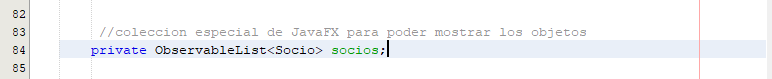 82
83 //coleccion especial de JavaFX para poder mostrar los objetos
84 private ObservableList<Socio> socios;
85